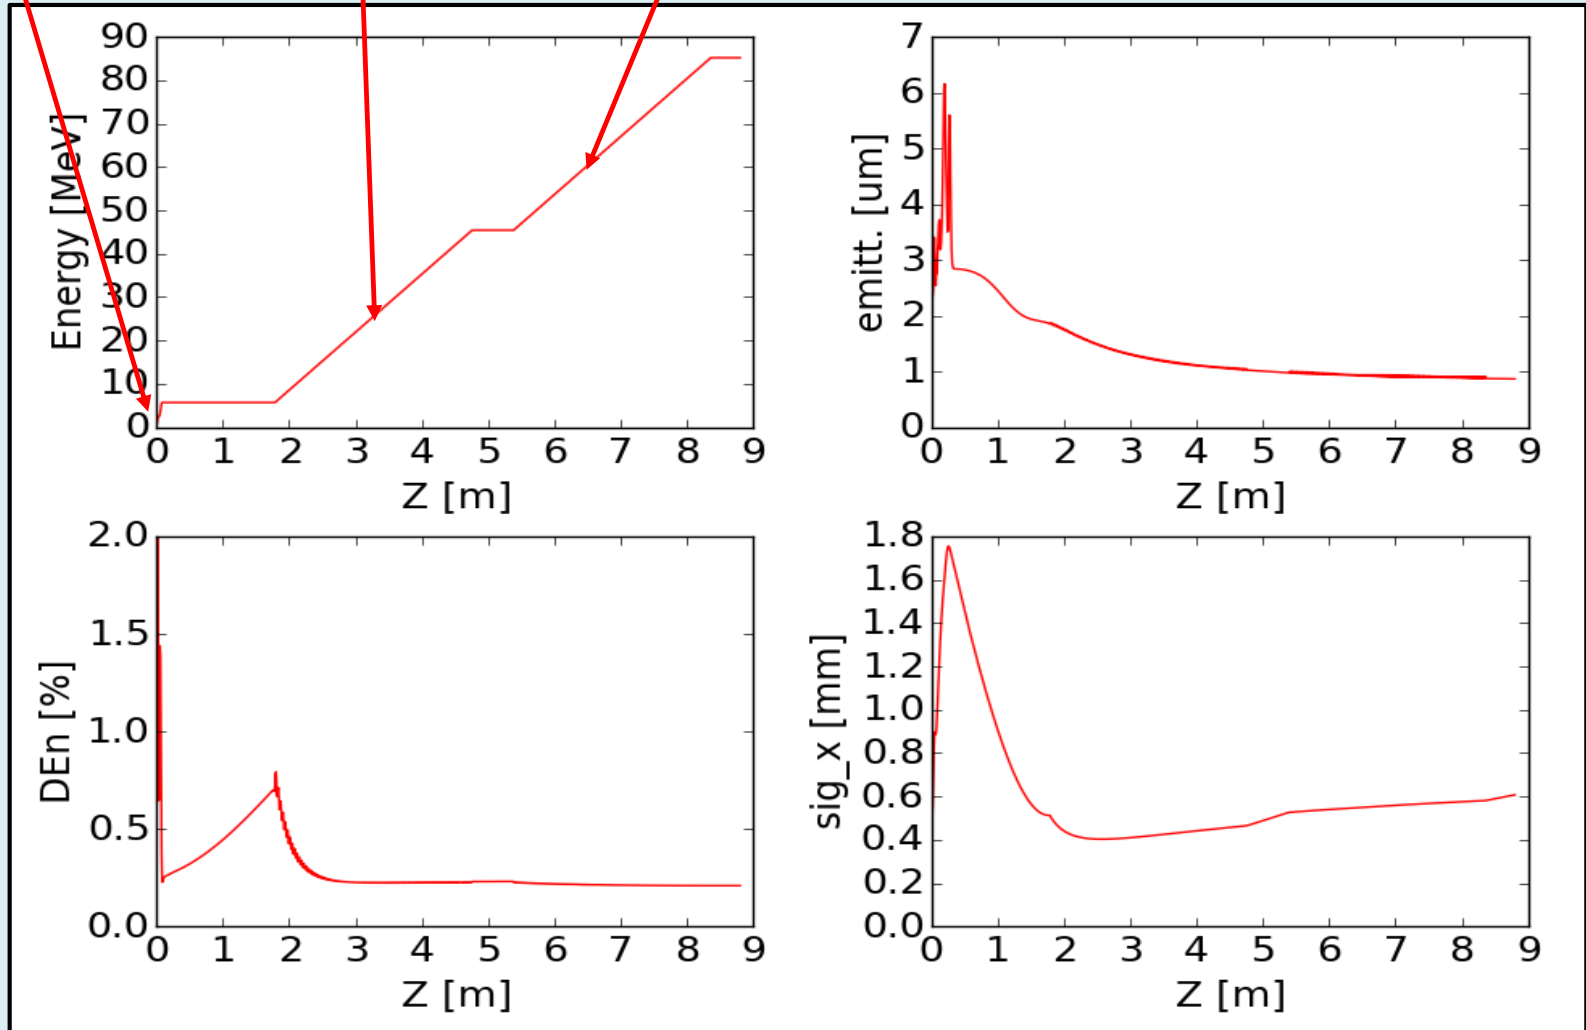 90
80
70
60
50
40
30
20
10
0
Energy [MeV]
0 1 2 3 4 5 6 7 8 9
Z [m]
7
6
5
4
3
2
1
0
emitt. [um]
0 1 2 3 4 5 6 7 8 9
Z [m]
2.0
1.5
1.0
0.5
0.0
DEn [%]
0 1 2 3 4 5 6 7 8 9
Z [m]
1.8
1.6
1.4
1.2
1.0
0.8
0.6
0.4
0.2
0.0
sig_x [mm]
0 1 2 3 4 5 6 7 8 9
Z [m]